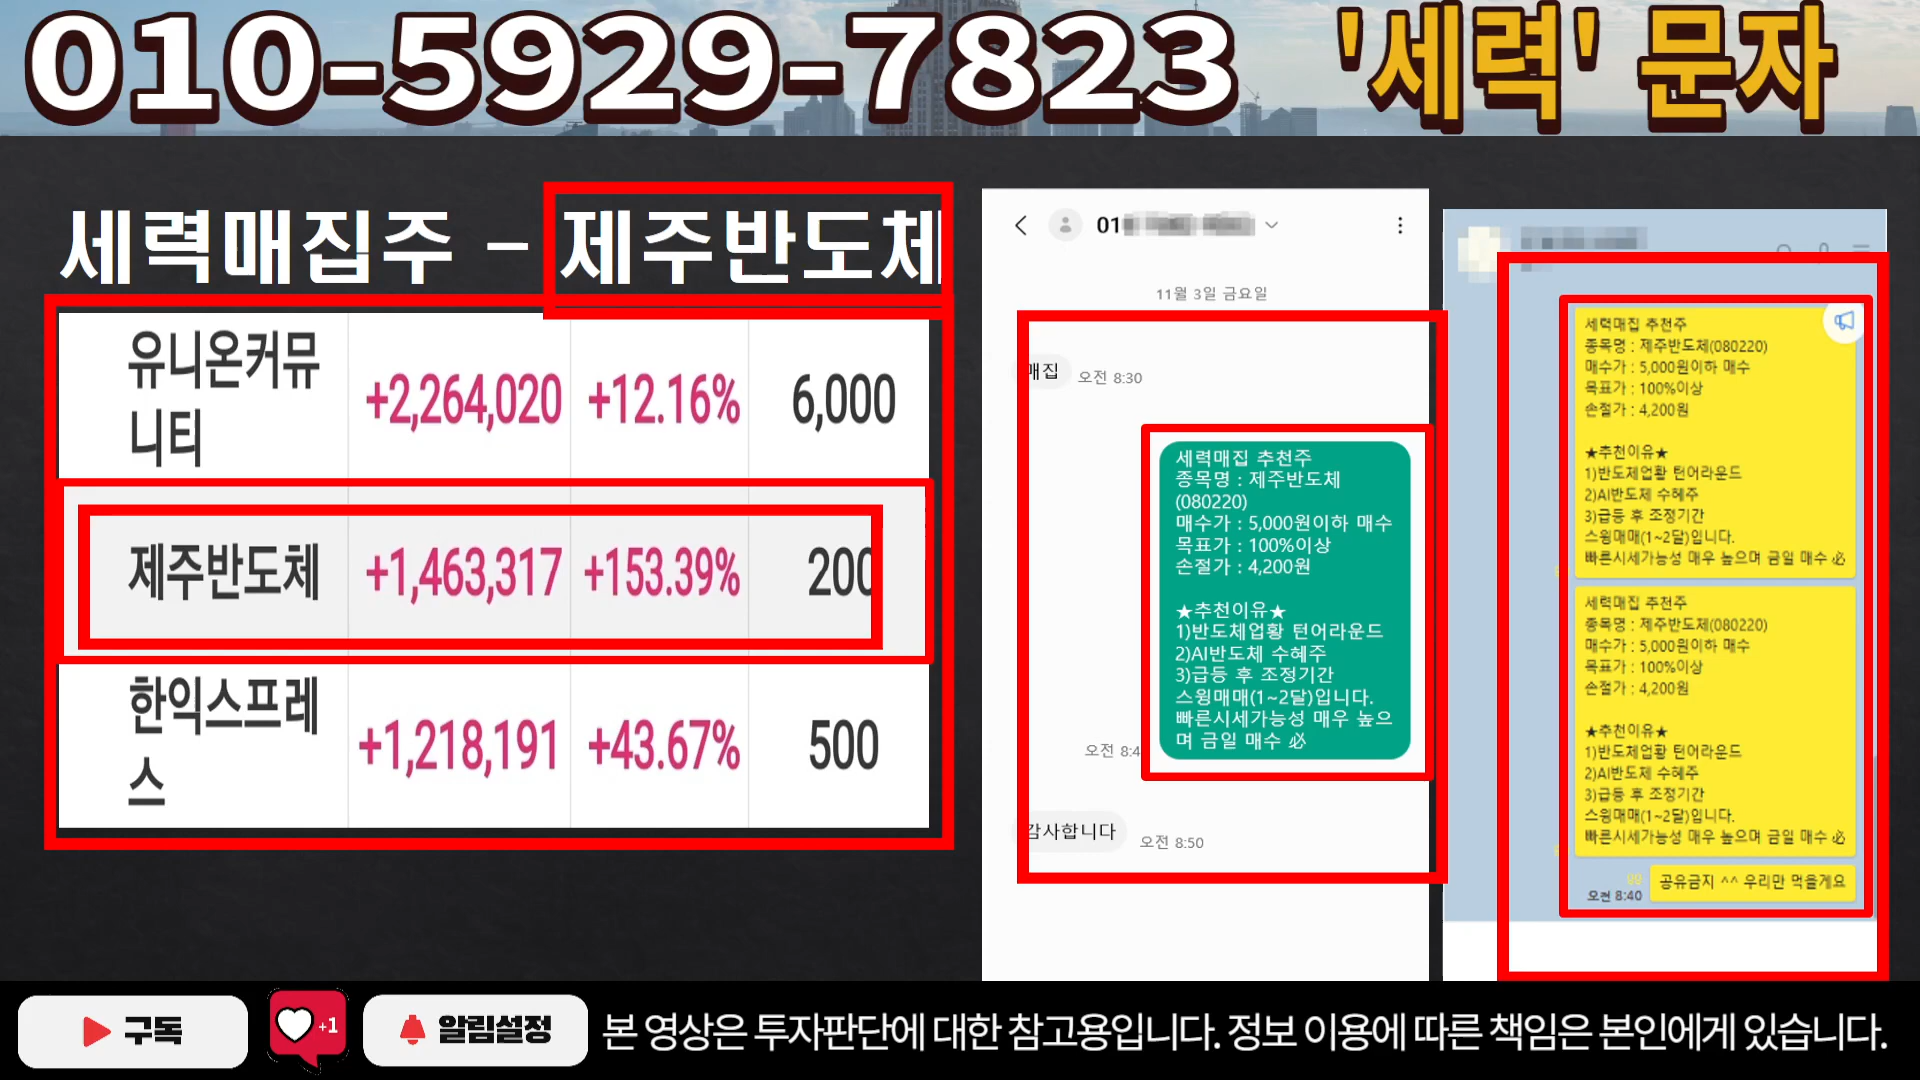 010-5929-7823 '세력' 문자
세력매집주 - 제주반도체
유니온커뮤
니티
+2,264,020 +12.16% 6,000
제주반도체 +1,463,317 +153.39% 200
한익스프레
스
+1,218,191 +43.67% 500
01
11월 3일 금요일
매집 오전 8:30
세력매집 추천주
종목명 : 제주반도체
(080220)
매수가 : 5,000원이하 매수
목표가 : 100%이상
손절가 : 4,200원
★추천이유★
1)반도체업황 턴어라운드
2)AI반도체 수혜주
3)급등 후 조정기간
스윙매매(1~2달)입니다.
빠른시세가능성 매우 높으
며 금일 매수 必
오전 8:4
감사합니다 오전 8:50
세력매집 추천주
종목명 : 제주반도체(080220)
매수가 : 5,000원이하 매수
목표가 : 100%이상
손절가 : 4,200원
★추천이유★
1)반도체업황 턴어라운드
2)AI반도체 수혜주
3)급등 후 조정기간
스윙매매(1~2달)입니다.
빠른시세가능성 매우 높으며 금일 매수 必
세력매집 추천주
종목명 : 제주반도체(080220)
매수가 : 5,000원이하 매수
목표가 : 100%이상
손절가 : 4,200원
★추천이유★
1)반도체업황 턴어라운드
2)AI반도체 수혜주
3)급등 후 조정기간
스윙매매(1~2달)입니다.
빠른시세가능성 매우 높으며 금일 매수 必
오전 8:40 공유금지 ^^ 우리만 먹을게요
구독 +1 알림설정 본 영상은 투자판단에 대한 참고용입니다. 정보 이용에 따른 책임은 본인에게 있습니다.